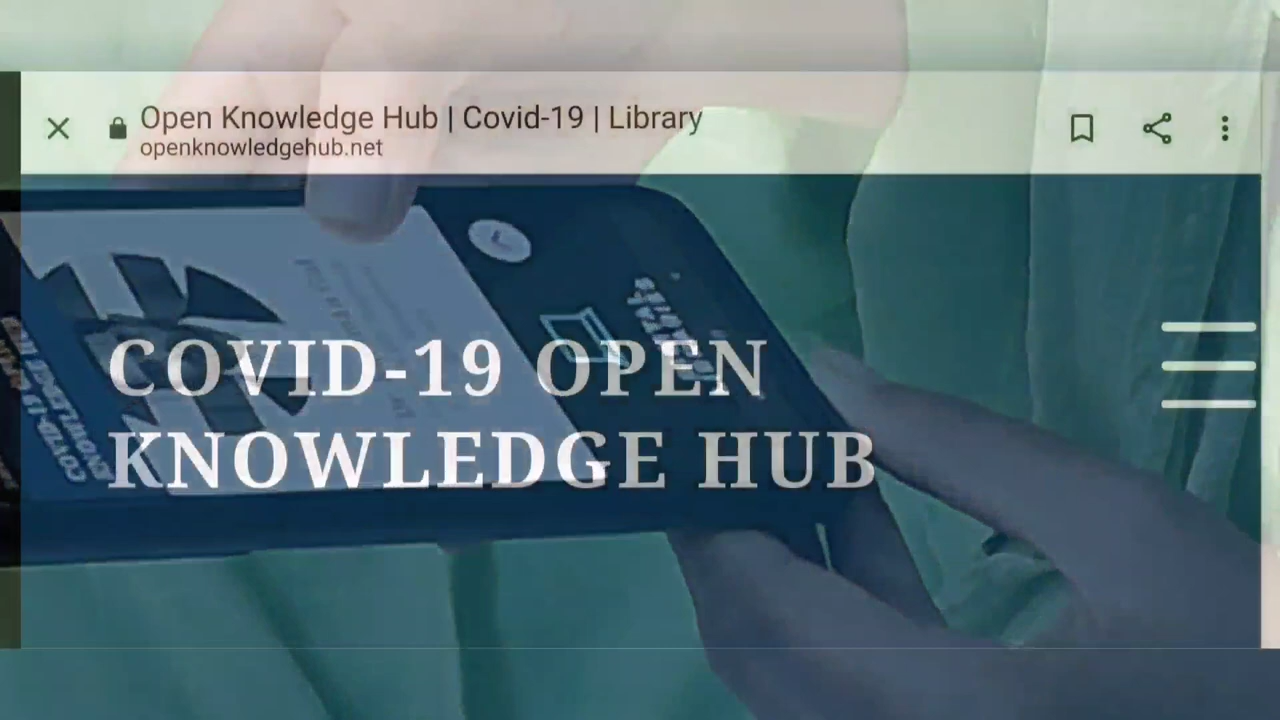 Open Knowledge Hub | Covid-19 | Library
openknowledgehub.net
COVID-19 OPEN
KNOWLEDGE HUB